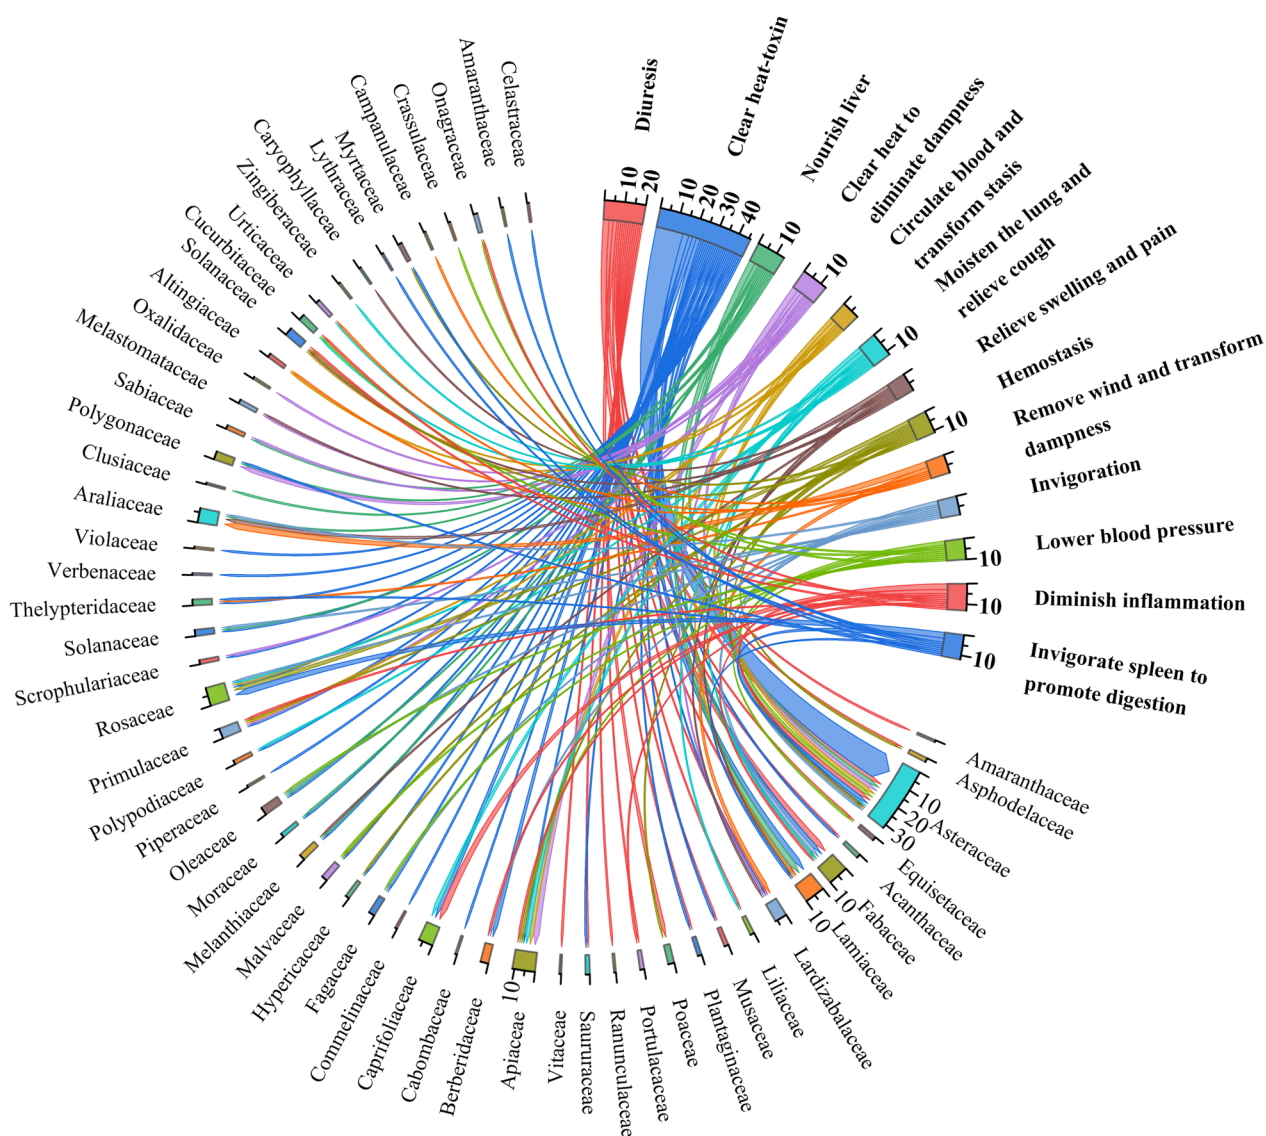 Diuresis
Clear heat-toxin
Nourish liver
Clear heat to
eliminate dampness
Circulate blood and
transform stasis
Moisten the lung and
relieve cough
Relieve swelling and pain
Hemostasis
Remove wind and transform
dampness
Invigoration
Lower blood pressure
Diminish inflammation
Invigorate spleen to
promote digestion
10
20
10
20
30
40
10
10
10
10
10
10
10
Amaranthaceae
Asphodelaceae
Asteraceae
10
20
30
Equisetaceae
Acanthaceae
Fabaceae
10
Lamiaceae
10
Lardizabalaceae
Liliaceae
Musaceae
Plantaginaceae
Poaceae
Portulacaceae
Ranunculaceae
Saururaceae
Vitaceae
Apiaceae
10
Berberidaceae
Cabombaceae
Caprifoliaceae
Commelinaceae
Fagaceae
Hypericaceae
Malvaceae
Melanthiaceae
Moraceae
Oleaceae
Piperaceae
Polypodiaceae
Primulaceae
Rosaceae
Scrophulariaceae
Solanaceae
Thelypteridaceae
Verbenaceae
Violaceae
Araliaceae
Clusiaceae
Polygonaceae
Sabiaceae
Melastomataceae
Oxalidaceae
Altingiaceae
Solanaceae
Cucurbitaceae
Urticaceae
Zingiberaceae
Caryophyllaceae
Lythraceae
Myrtaceae
Campanulaceae
Crassulaceae
Onagraceae
Amaranthaceae
Celastraceae